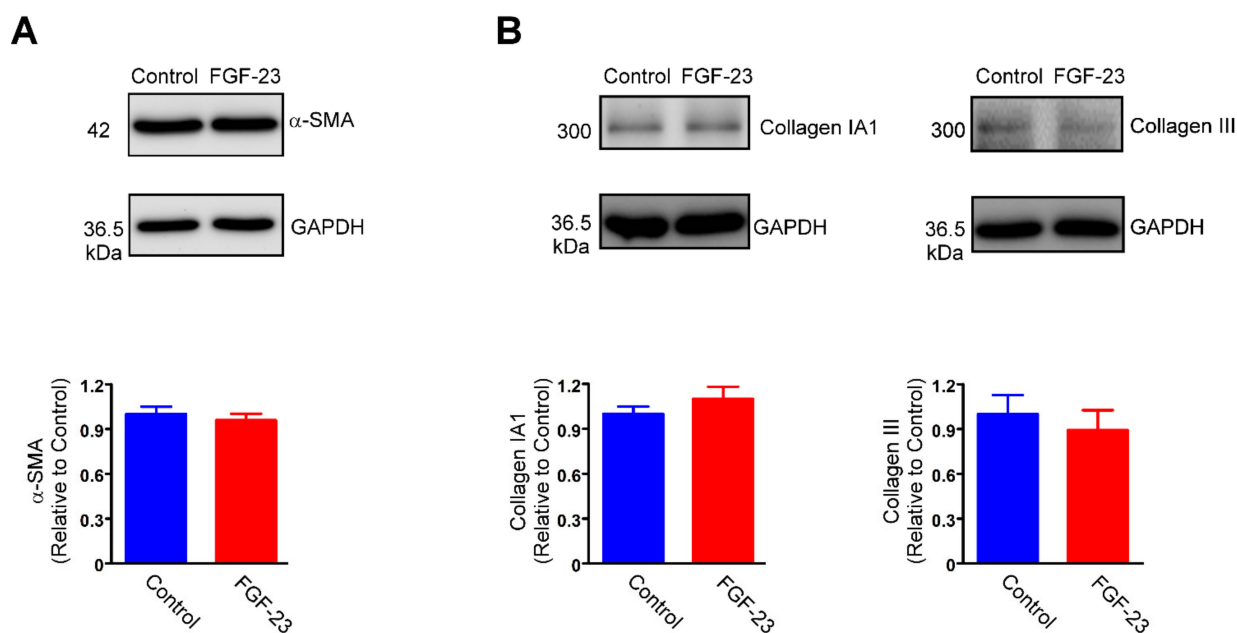 A
Control FGF-23
42
α-SMA
36.5
kDa
GAPDH
1.2
0.9
0.6
0.3
0
α-SMA
(Relative to Control)
Control
FGF-23
B
Control FGF-23
300
Collagen IA1
36.5
kDa
GAPDH
1.2
0.9
0.6
0.3
0
Collagen IA1
(Relative to Control)
Control
FGF-23
Control FGF-23
300
Collagen III
36.5
kDa
GAPDH
1.2
0.9
0.6
0.3
0
Collagen III
(Relative to Control)
Control
FGF-23